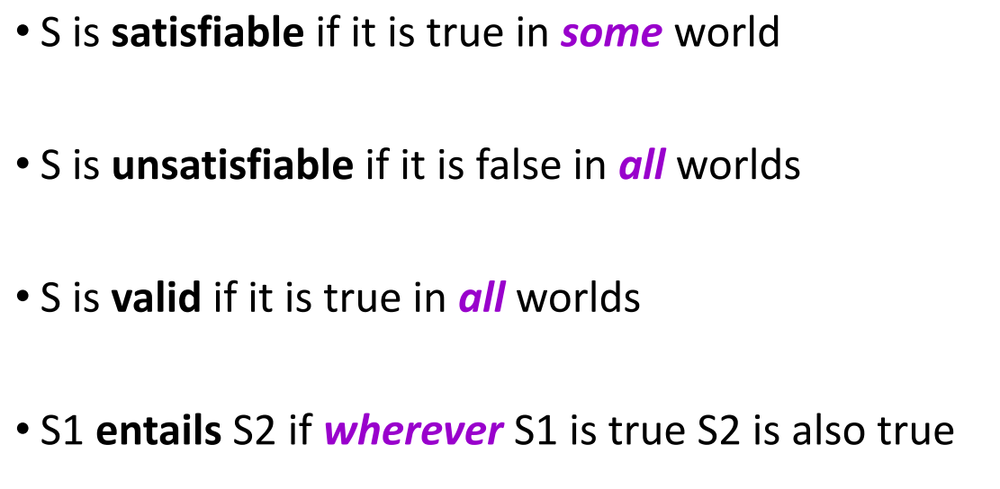 • S is satisfiable if it is true in some world
• S is unsatisfiable if it is false in all worlds
• S is valid if it is true in all worlds
• S1 entails S2 if wherever S1 is true S2 is also true